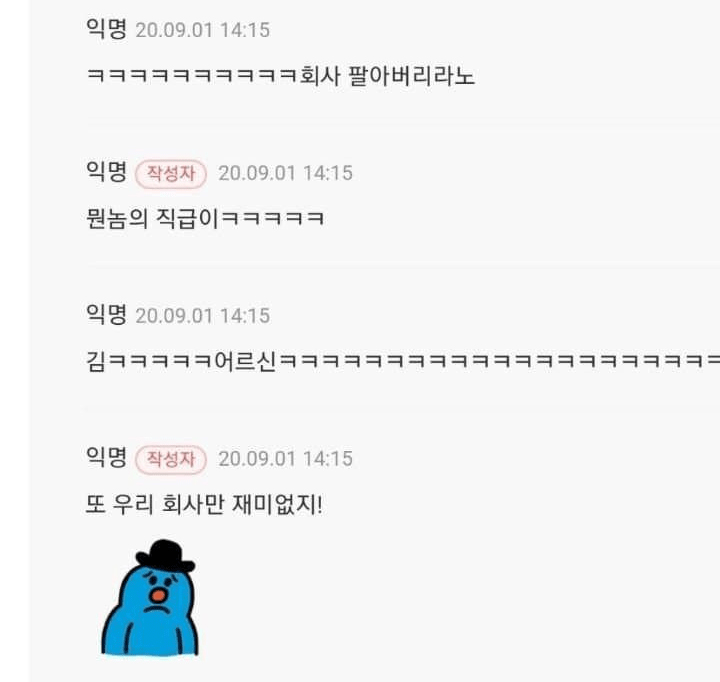 익명 20.09.01 14:15
ㅋㅋㅋㅋㅋㅋㅋㅋㅋㅋ회사 팔아버리라노
익명 작성자 20.09.01 14:15
뭔놈의 직급이ㅋㅋㅋㅋㅋ
익명 20.09.01 14:15
김ㅋㅋㅋㅋㅋ어르신ㅋㅋㅋㅋㅋㅋㅋㅋㅋㅋㅋㅋㅋㅋㅋㅋㅋㅋㅋㅋㅋ
익명 작성자 20.09.01 14:15
또 우리 회사만 재미없지!